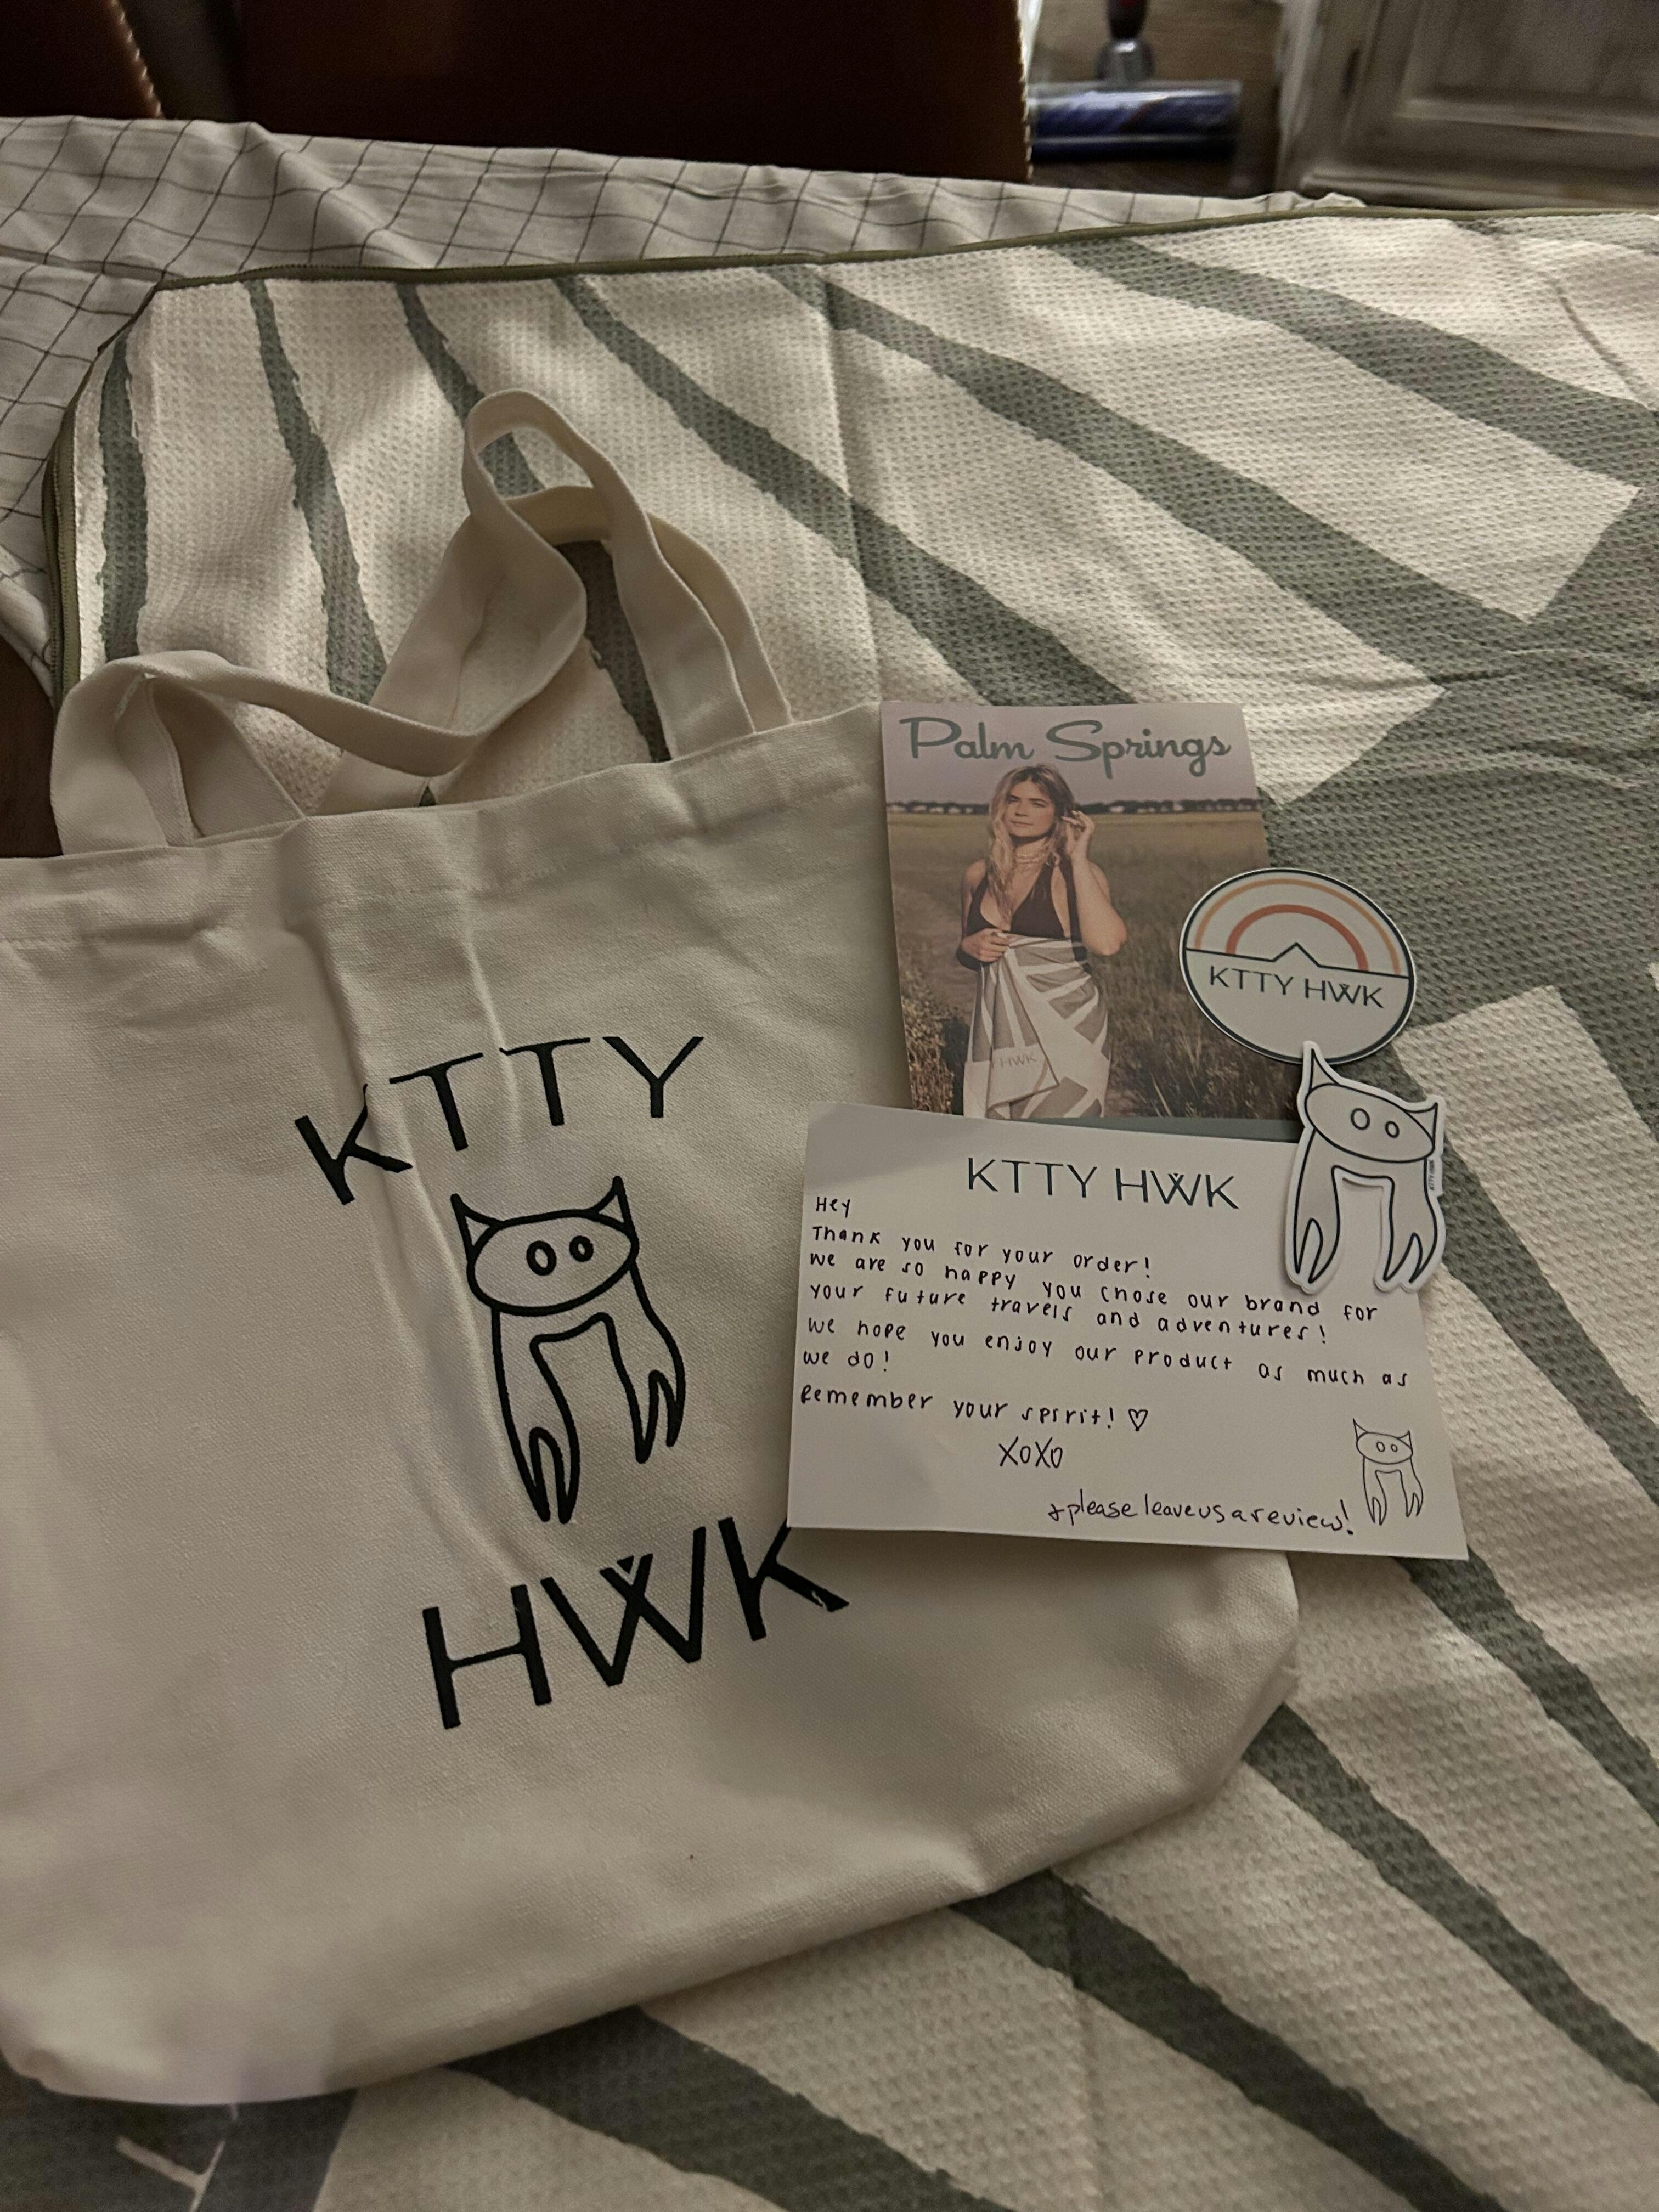 Palm Springs
HWK
KTTY HWK
KTTY HWK
KTTY
HWK
KTTY HWK
Hey
Thank you for your order!
We are so happy you chose our brand for
your future travels and adventures!
We hope you enjoy our product as much as
we do!
Remember your spirit! ♡
XOXO
+please leave us a review!